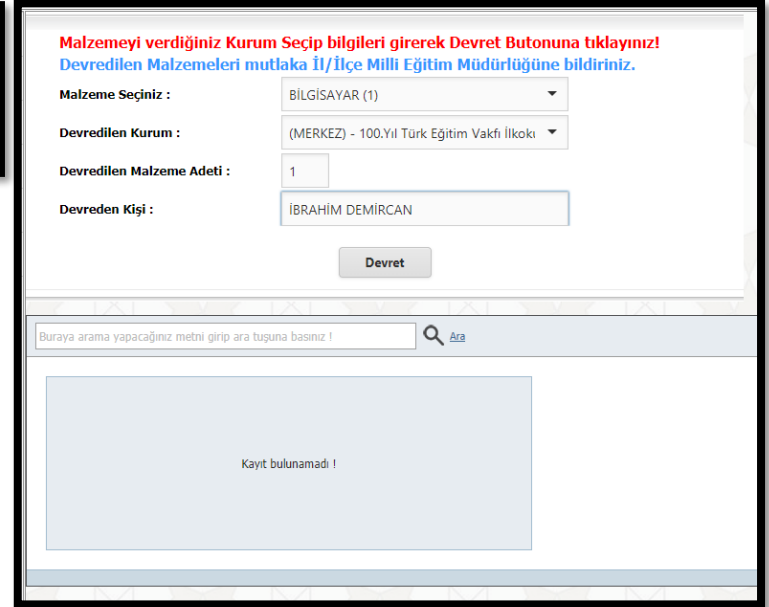 Malzemeyi verdiğiniz Kurum Seçip bilgileri girerek Devret Butonuna tıklayınız!
Devredilen Malzemeleri mutlaka İl/İlçe Milli Eğitim Müdürlüğüne bildiriniz.
Malzeme Seçiniz : BİLGİSAYAR (1)
Devredilen Kurum : (MERKEZ) - 100.Yıl Türk Eğitim Vakfı İlkoku
Devredilen Malzeme Adeti : 1
Devreden Kişi : İBRAHİM DEMİRCAN
Devret
Buraya arama yapacağınız metni girip ara tuşuna basınız ! Ara
Kayıt bulunamadı !